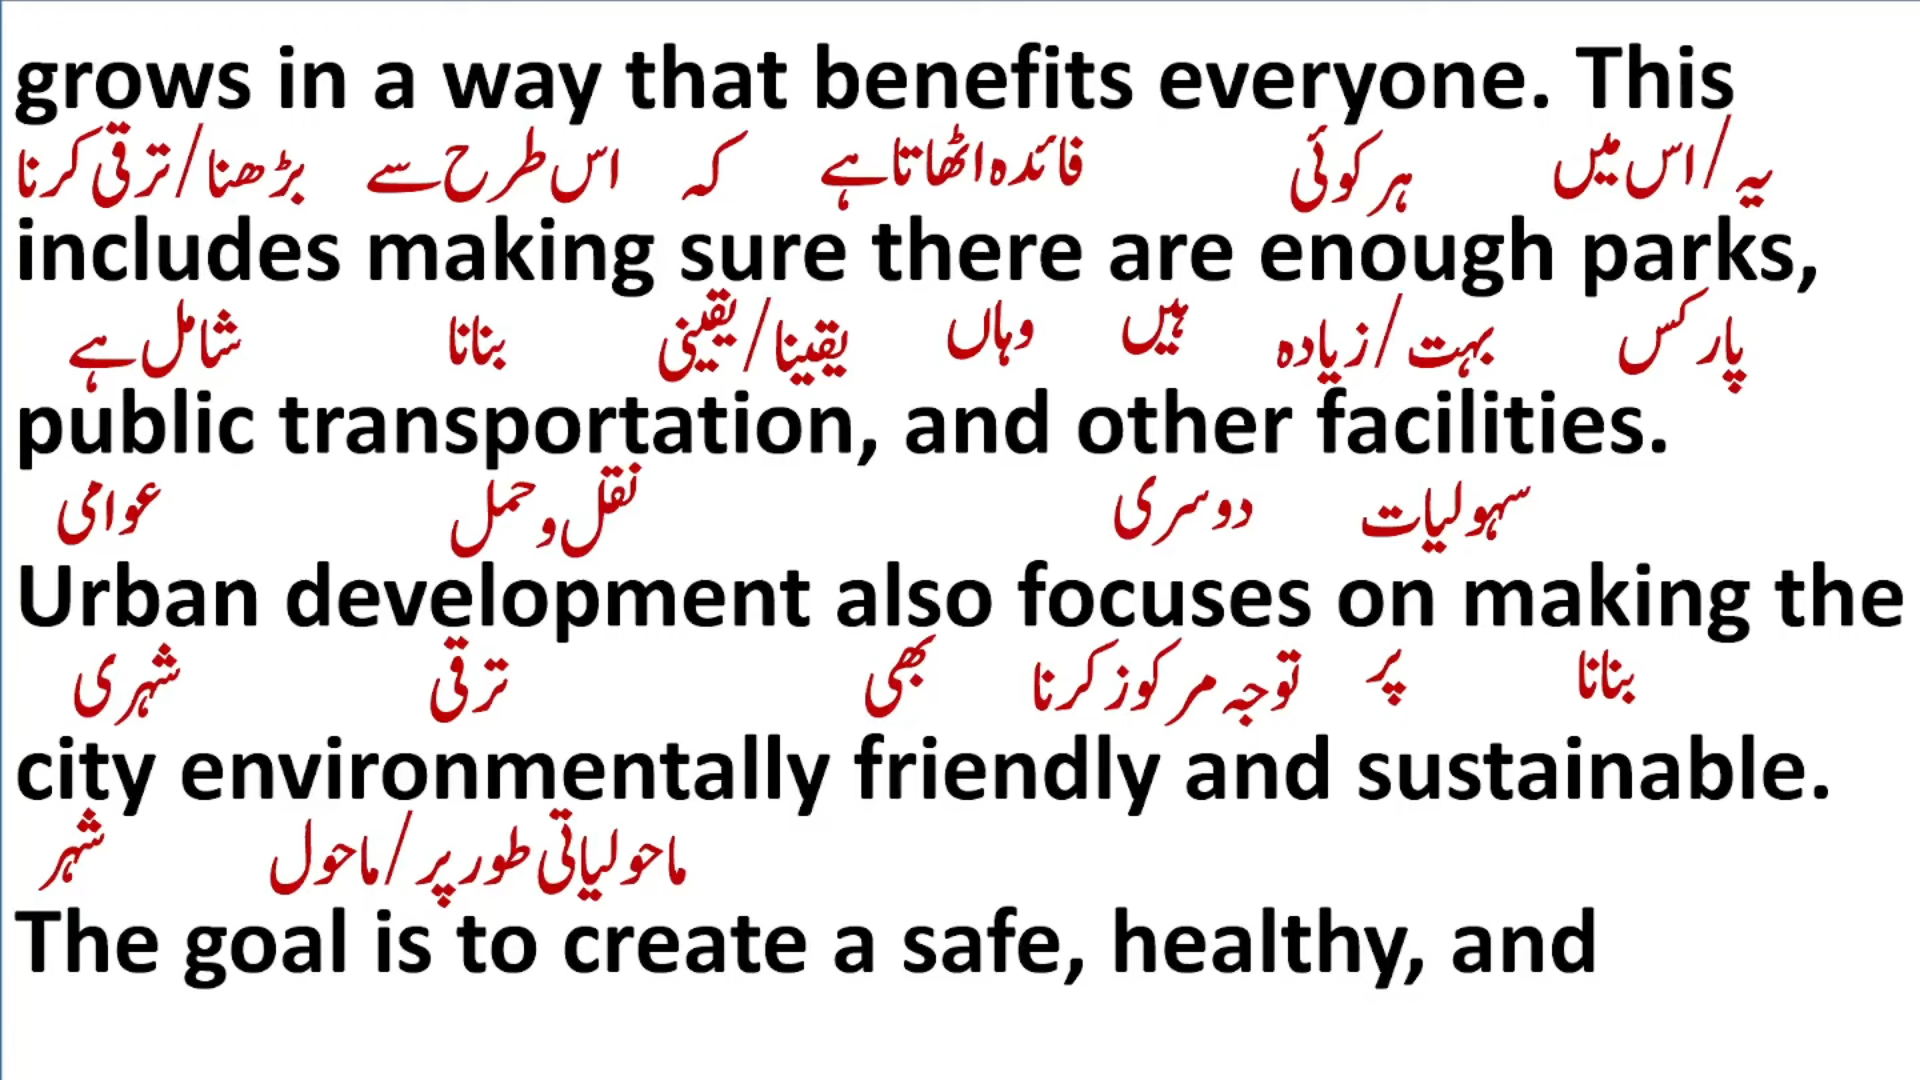 grows in a way that benefits everyone. This
بڑھنا/ترقی کرنا اس طرح سے کہ فائدہ اٹھاتا ہے ہر کوئی یہ/اس میں
includes making sure there are enough parks,
شامل ہے بنانا یقینا/یقینی وہاں ہیں بہت/زیادہ پارکس
public transportation, and other facilities.
عوامی نقل و حمل دوسری سہولیات
Urban development also focuses on making the
شہری ترقی بھی توجہ مرکوز کرنا پر بنانا
city environmentally friendly and sustainable.
شہر ماحولیاتی طور پر/ماحول
The goal is to create a safe, healthy, and